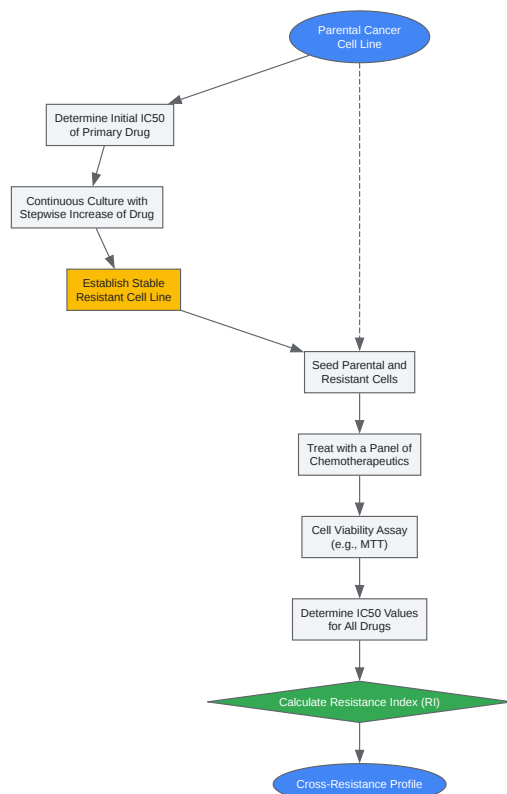 Parental Cancer
Cell Line
Determine Initial IC50
of Primary Drug
Continuous Culture with
Stepwise Increase of Drug
Establish Stable
Resistant Cell Line
Seed Parental and
Resistant Cells
Treat with a Panel of
Chemotherapeutics
Cell Viability Assay
(e.g., MTT)
Determine IC50 Values
for All Drugs
Calculate Resistance Index (RI)
Cross-Resistance Profile